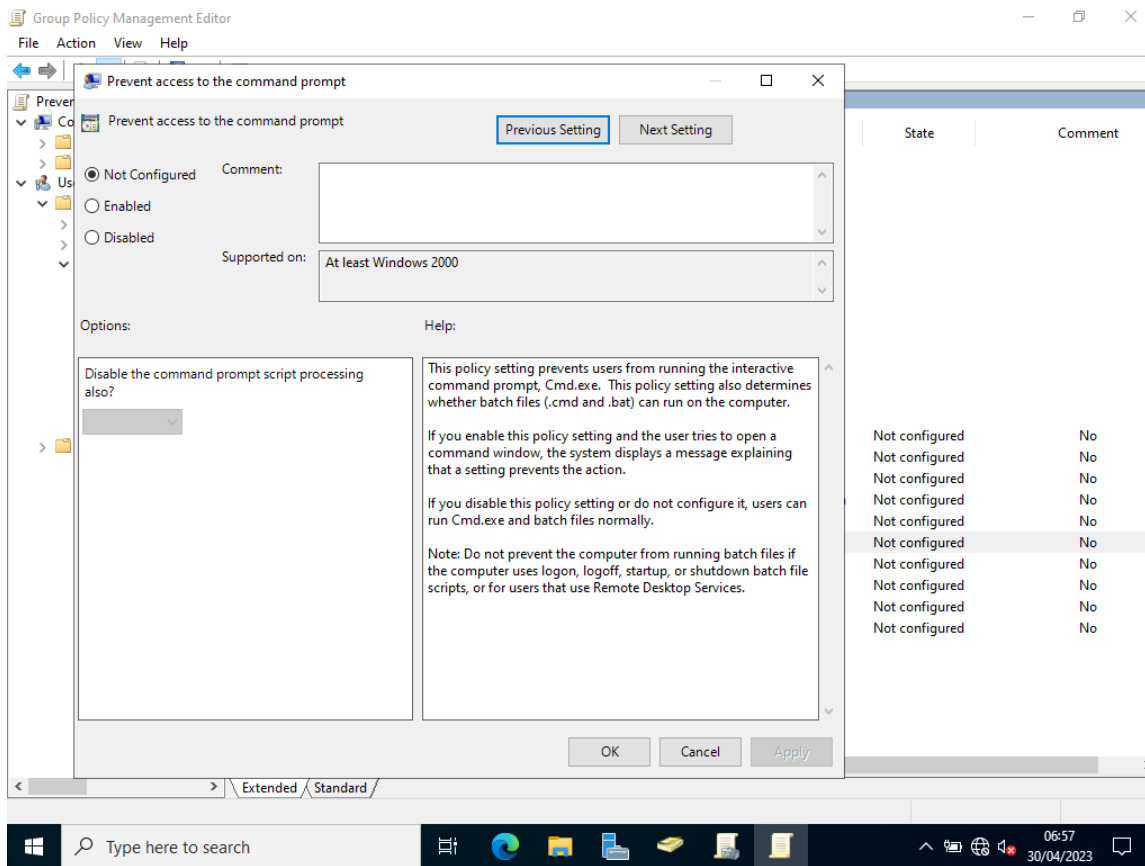 Group Policy Management Editor
File Action View Help
Prevent access to the command prompt
Prevent access to the command prompt
Previous Setting Next Setting
Not Configured
Enabled
Disabled
Comment:
Supported on:
At least Windows 2000
Options:
Help:
Disable the command prompt script processing
also?
This policy setting prevents users from running the interactive
command prompt, Cmd.exe. This policy setting also determines
whether batch files (.cmd and .bat) can run on the computer.
If you enable this policy setting and the user tries to open a
command window, the system displays a message explaining
that a setting prevents the action.
If you disable this policy setting or do not configure it, users can
run Cmd.exe and batch files normally.
Note: Do not prevent the computer from running batch files if
the computer uses logon, logoff, startup, or shutdown batch file
scripts, or for users that use Remote Desktop Services.
OK Cancel Apply
Prever
Co
Us
State Comment
Not configured No
Not configured No
Not configured No
Not configured No
Not configured No
Not configured No
Not configured No
Not configured No
Not configured No
Not configured No
Extended Standard
Type here to search
06:57
30/04/2023